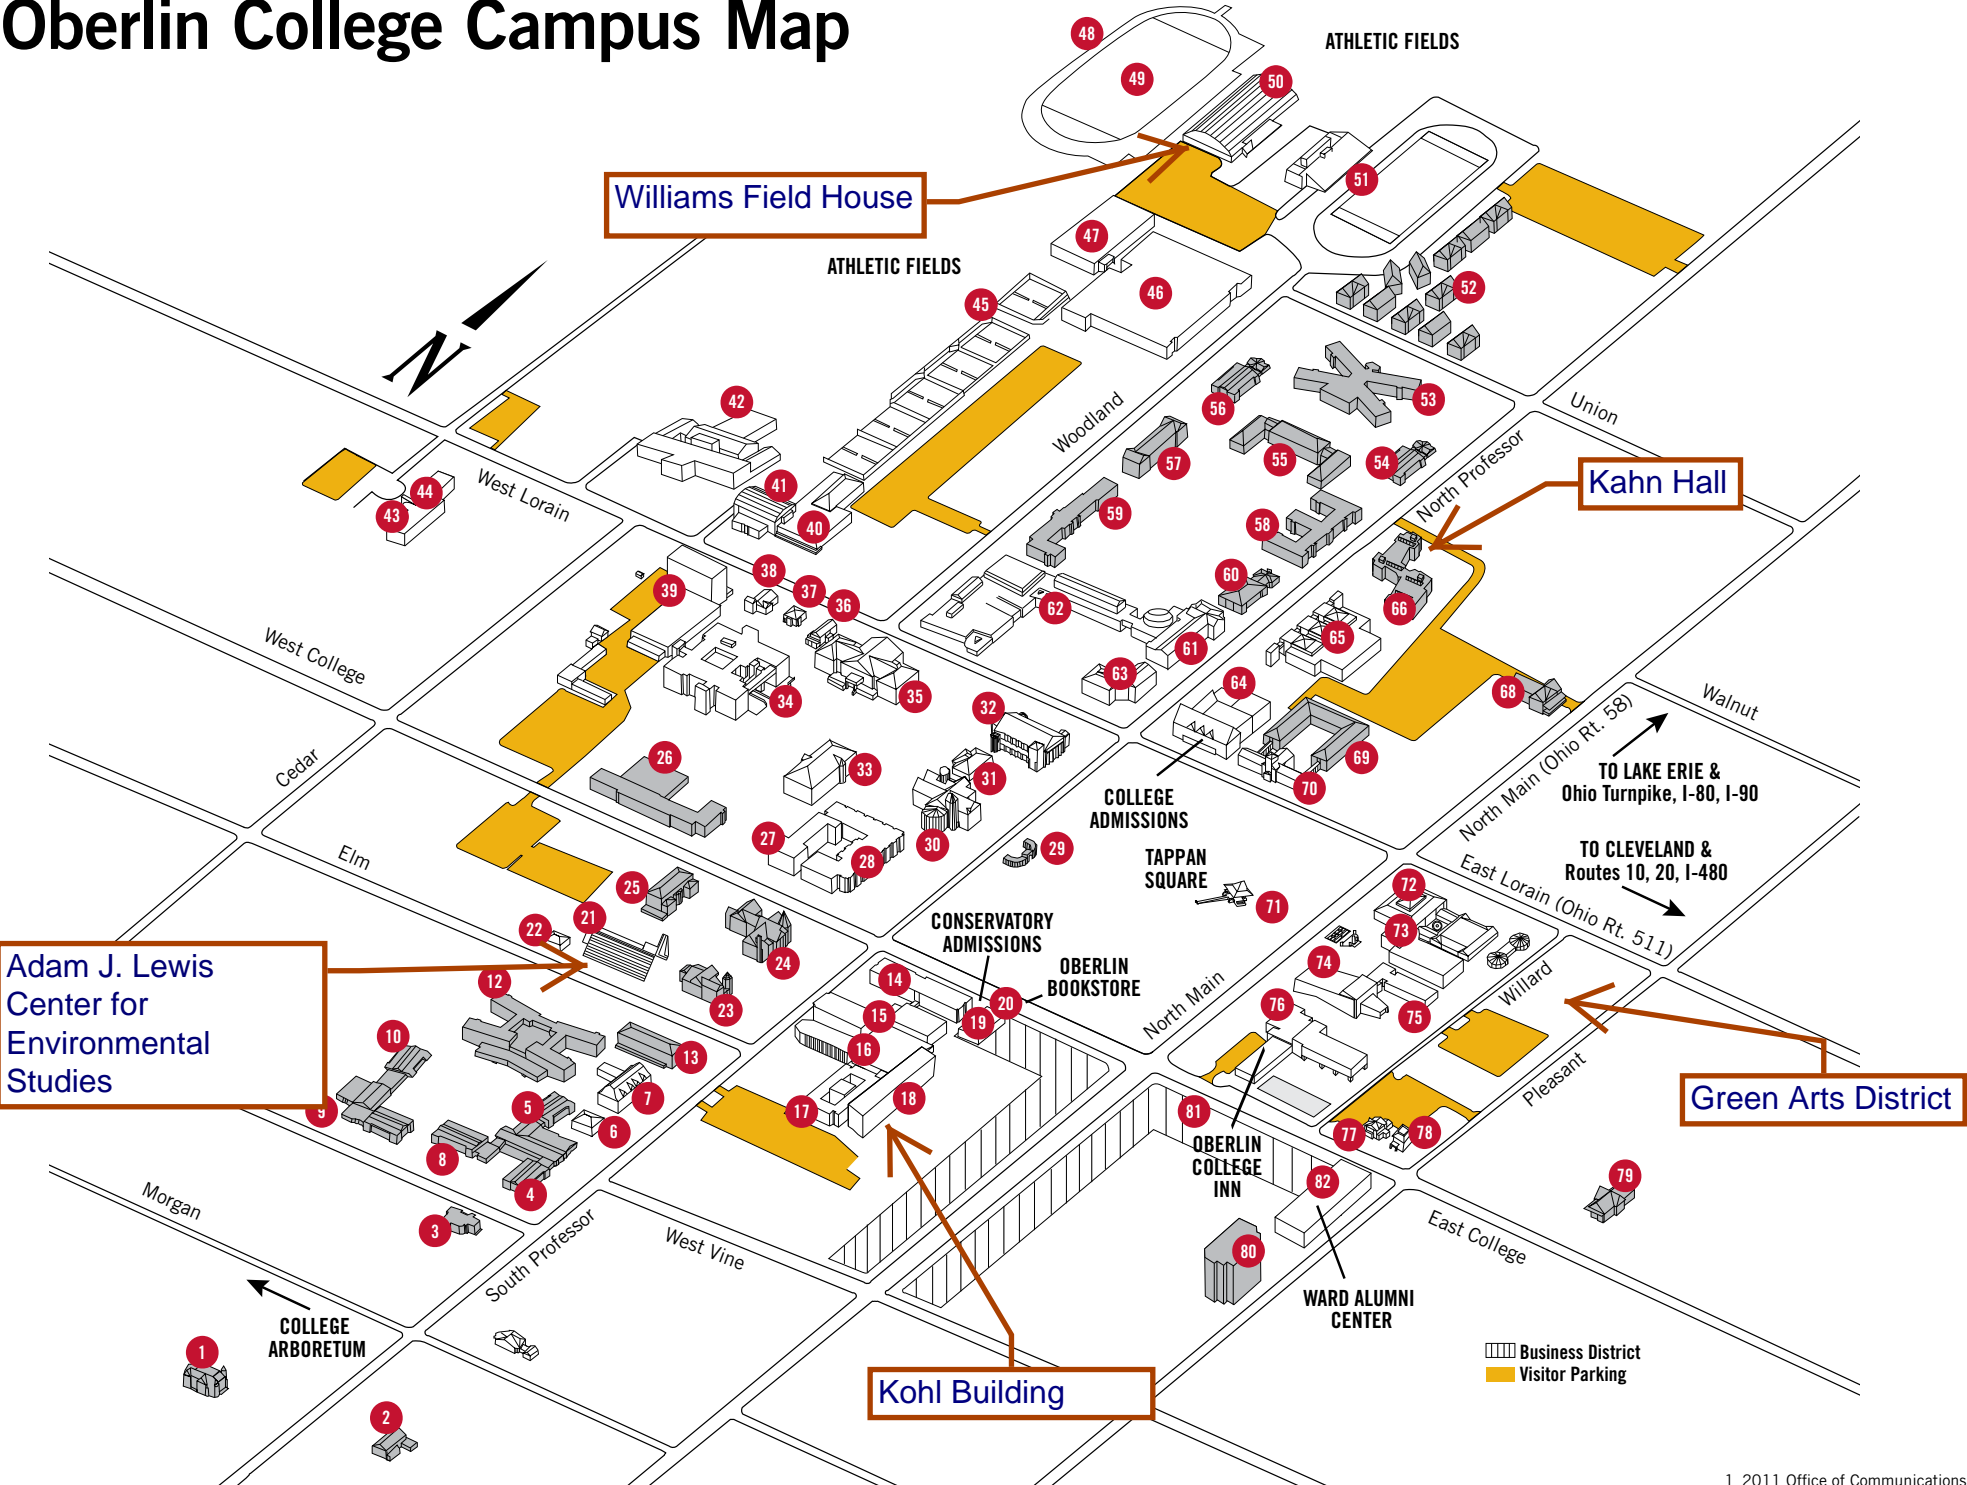 Oberlin College Campus Map
48
ATHLETIC FIELDS
49
50
51
Williams Field House
47
ATHLETIC FIELDS
46
52
45
42
56
53
Union
Woodland
57
55
54
North Professor
Kahn Hall
44
43
West Lorain
41
40
59
58
39
38
37
36
62
60
66
65
61
West College
63
64
68
34
35
32
Walnut
North Main (Ohio Rt. 58)
TO LAKE ERIE &
Ohio Turnpike, I-80, I-90
26
33
31
69
70
Cedar
COLLEGE
ADMISSIONS
27
28
30
29
TAPPAN
SQUARE
TO CLEVELAND &
Routes 10, 20, I-480
East Lorain (Ohio Rt. 511)
Elm
25
71
72
73
CONSERVATORY
ADMISSIONS
22
21
24
OBERLIN
BOOKSTORE
74
Adam J. Lewis
Center for
Environmental
Studies
12
23
14
20
North Main
76
75
Willard
10
13
15
19
16
9
5
7
17
18
81
Pleasant
Green Arts District
6
8
4
OBERLIN
COLLEGE
INN
77
78
82
79
Morgan
3
South Professor
West Vine
East College
80
WARD ALUMNI
CENTER
COLLEGE
ARBORETUM
1
Business District
Visitor Parking
Kohl Building
2
1 2011 Office of Communications